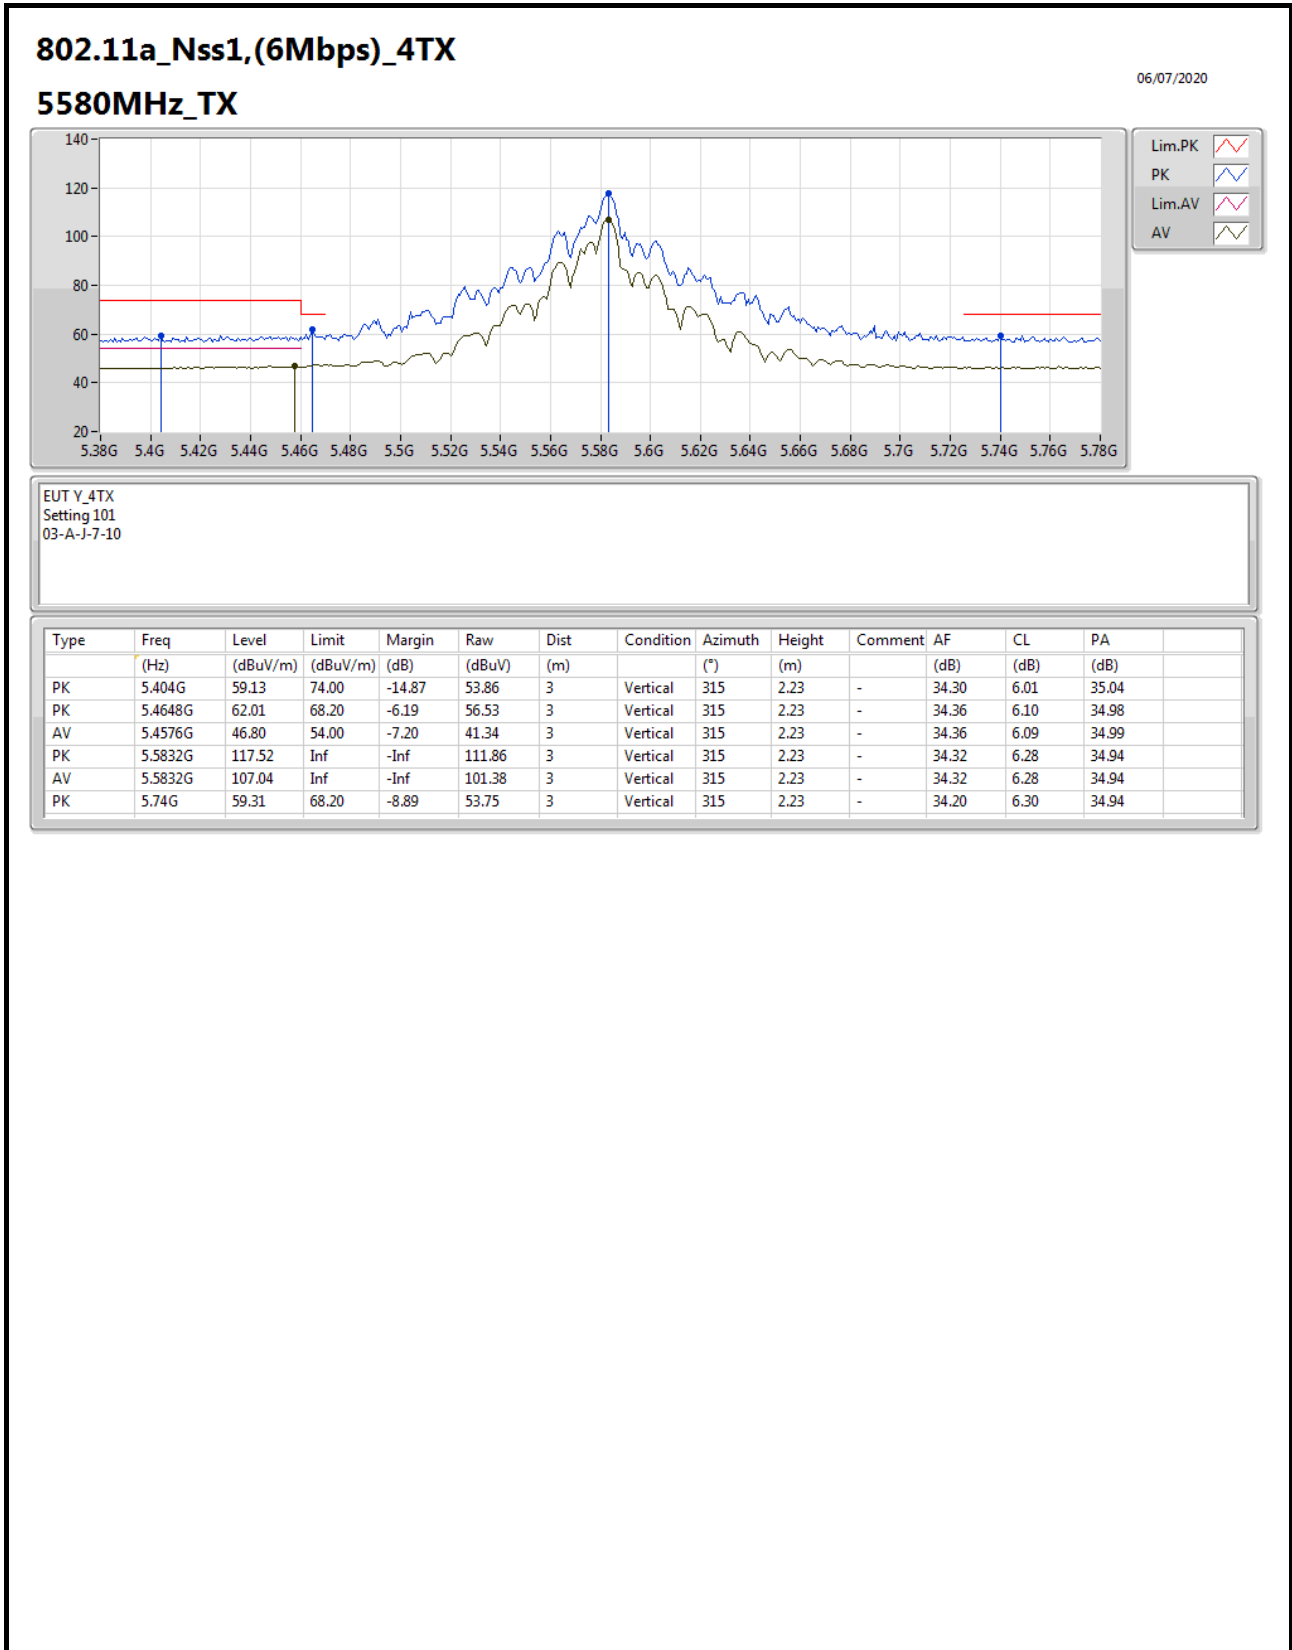 802.11a_Nss1,(6Mbps)_4TX
06/07/2020
5580MHz_TX
140
120
100
80
60
40
20
5.38G 5.4G 5.42G 5.44G 5.46G 5.48G 5.5G 5.52G 5.54G 5.56G 5.58G 5.6G 5.62G 5.64G 5.66G 5.68G 5.7G 5.72G 5.74G 5.76G 5.78G
Lim.PK
PK
Lim.AV
AV
EUT Y_4TX
Setting 101
03-A-J-7-10
Type Freq Level Limit Margin Raw Dist Condition Azimuth Height Comment AF CL PA
(Hz) (dBuV/m) (dBuV/m) (dB) (dBuV) (m) (°) (m) (dB) (dB) (dB)
PK 5.404G 59.13 74.00 -14.87 53.86 3 Vertical 315 2.23 - 34.30 6.01 35.04
PK 5.4648G 62.01 68.20 -6.19 56.53 3 Vertical 315 2.23 - 34.36 6.10 34.98
AV 5.4576G 46.80 54.00 -7.20 41.34 3 Vertical 315 2.23 - 34.36 6.09 34.99
PK 5.5832G 117.52 Inf -Inf 111.86 3 Vertical 315 2.23 - 34.32 6.28 34.94
AV 5.5832G 107.04 Inf -Inf 101.38 3 Vertical 315 2.23 - 34.32 6.28 34.94
PK 5.74G 59.31 68.20 -8.89 53.75 3 Vertical 315 2.23 - 34.20 6.30 34.94